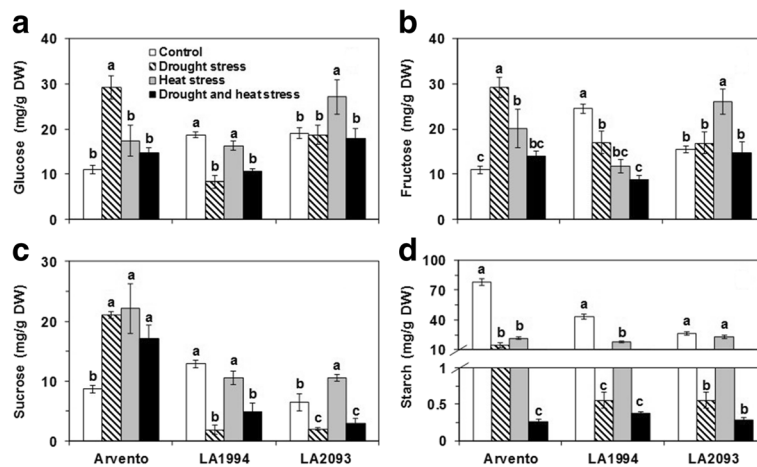 a
40
30
20
10
0
Glucose (mg/g DW)
Control
Drought stress
Heat stress
Drought and heat stress
b a b b
a b a b
b b a b
b
40
30
20
10
0
Fructose (mg/g DW)
c a b bc
a b bc c
b b a b
c
30
20
10
0
Sucrose (mg/g DW)
b a a a
a b a b
b c a c
Arvento LA1994 LA2093
d
100
70
40
10
1
0.5
0
Starch (mg/g DW)
a b b c
a c b c
a b a b
Arvento LA1994 LA2093